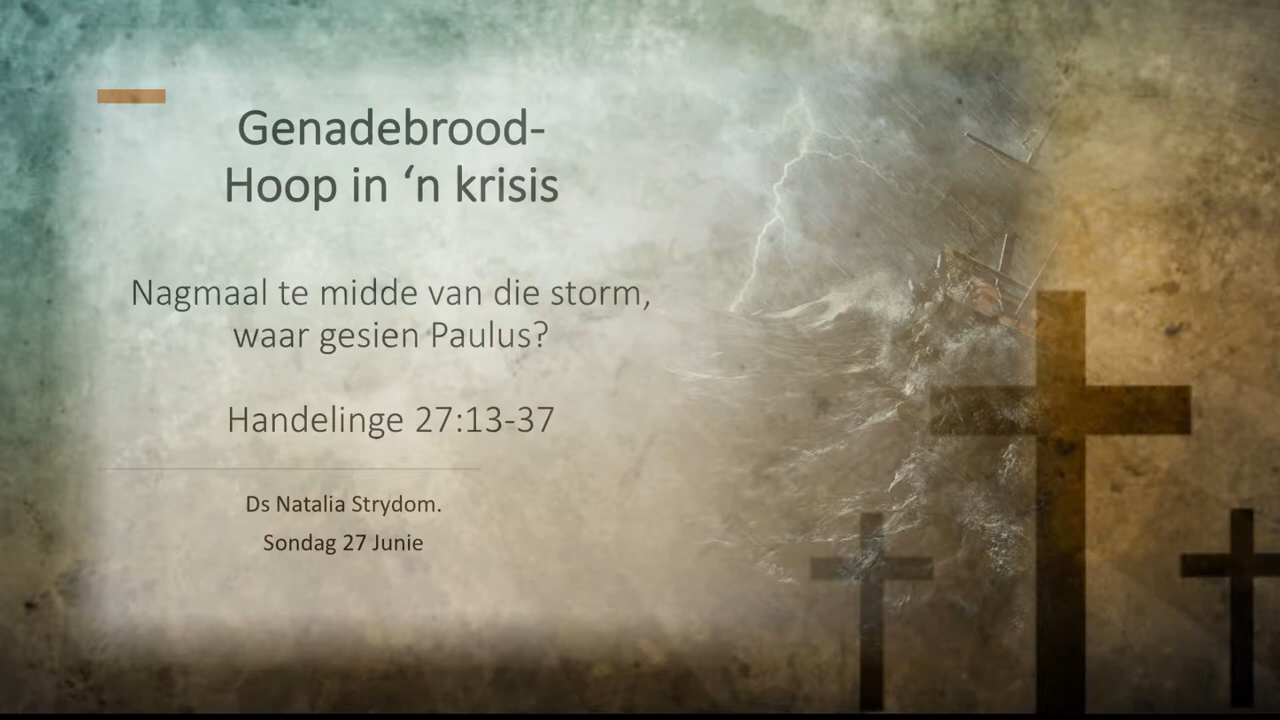 Genadebrood-
Hoop in ‘n krisis
Nagmaal te midde van die storm,
waar gesien Paulus?
Handelinge 27:13-37
Ds Natalia Strydom.
Sondag 27 Junie